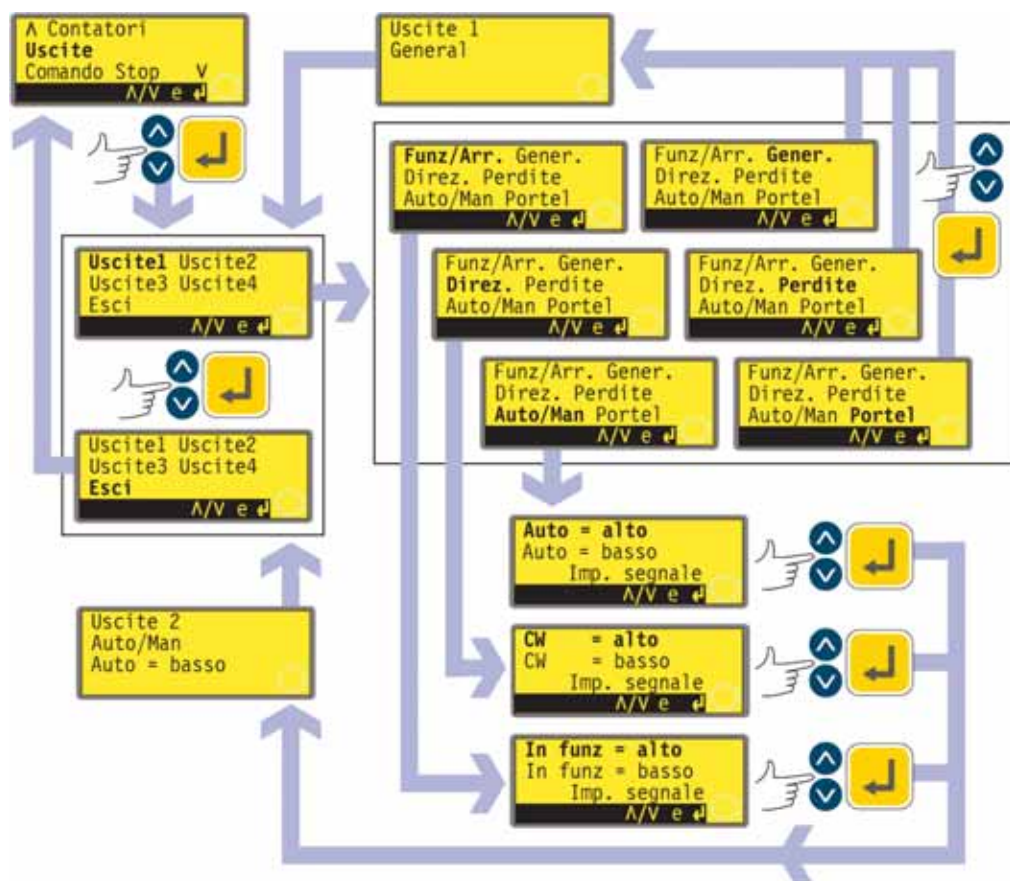 Λ Contatori
Uscite
Comando Stop V
Λ/V e ↲
Uscite 1
General
Funz/Arr. Gener.
Direz. Perdite
Auto/Man Portel
Λ/V e ↲
Funz/Arr. Gener.
Direz. Perdite
Auto/Man Portel
Λ/V e ↲
Uscite1 Uscite2
Uscite3 Uscite4
Esci
Λ/V e ↲
Funz/Arr. Gener.
Direz. Perdite
Auto/Man Portel
Λ/V e ↲
Funz/Arr. Gener.
Direz. Perdite
Auto/Man Portel
Λ/V e ↲
Funz/Arr. Gener.
Direz. Perdite
Auto/Man Portel
Λ/V e ↲
Funz/Arr. Gener.
Direz. Perdite
Auto/Man Portel
Λ/V e ↲
Uscite1 Uscite2
Uscite3 Uscite4
Esci
Λ/V e ↲
Auto = alto
Auto = basso
Imp. segnale
Λ/V e ↲
Uscite 2
Auto/Man
Auto = basso
CW = alto
CW = basso
Imp. segnale
Λ/V e ↲
In funz = alto
In funz = basso
Imp. segnale
Λ/V e ↲